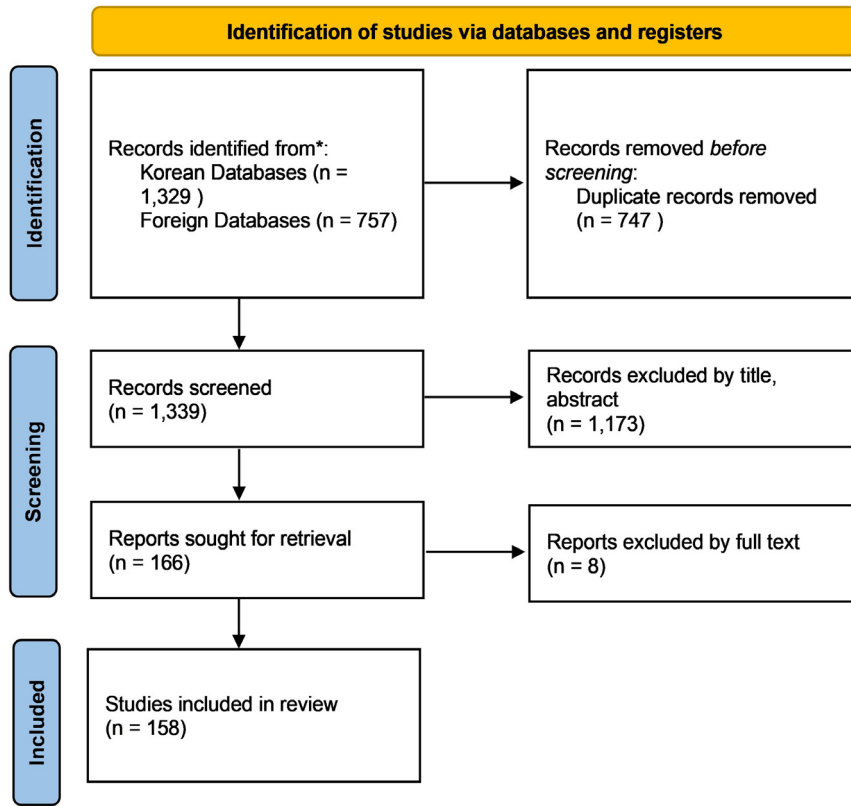 Identification of studies via databases and registers
Identification
Records identified from*:
Korean Databases (n =
1,329 )
Foreign Databases (n = 757)
Records removed before
screening:
Duplicate records removed
(n = 747 )
Screening
Records screened
(n = 1,339)
Records excluded by title,
abstract
(n = 1,173)
Reports sought for retrieval
(n = 166)
Reports excluded by full text
(n = 8)
Included
Studies included in review
(n = 158)